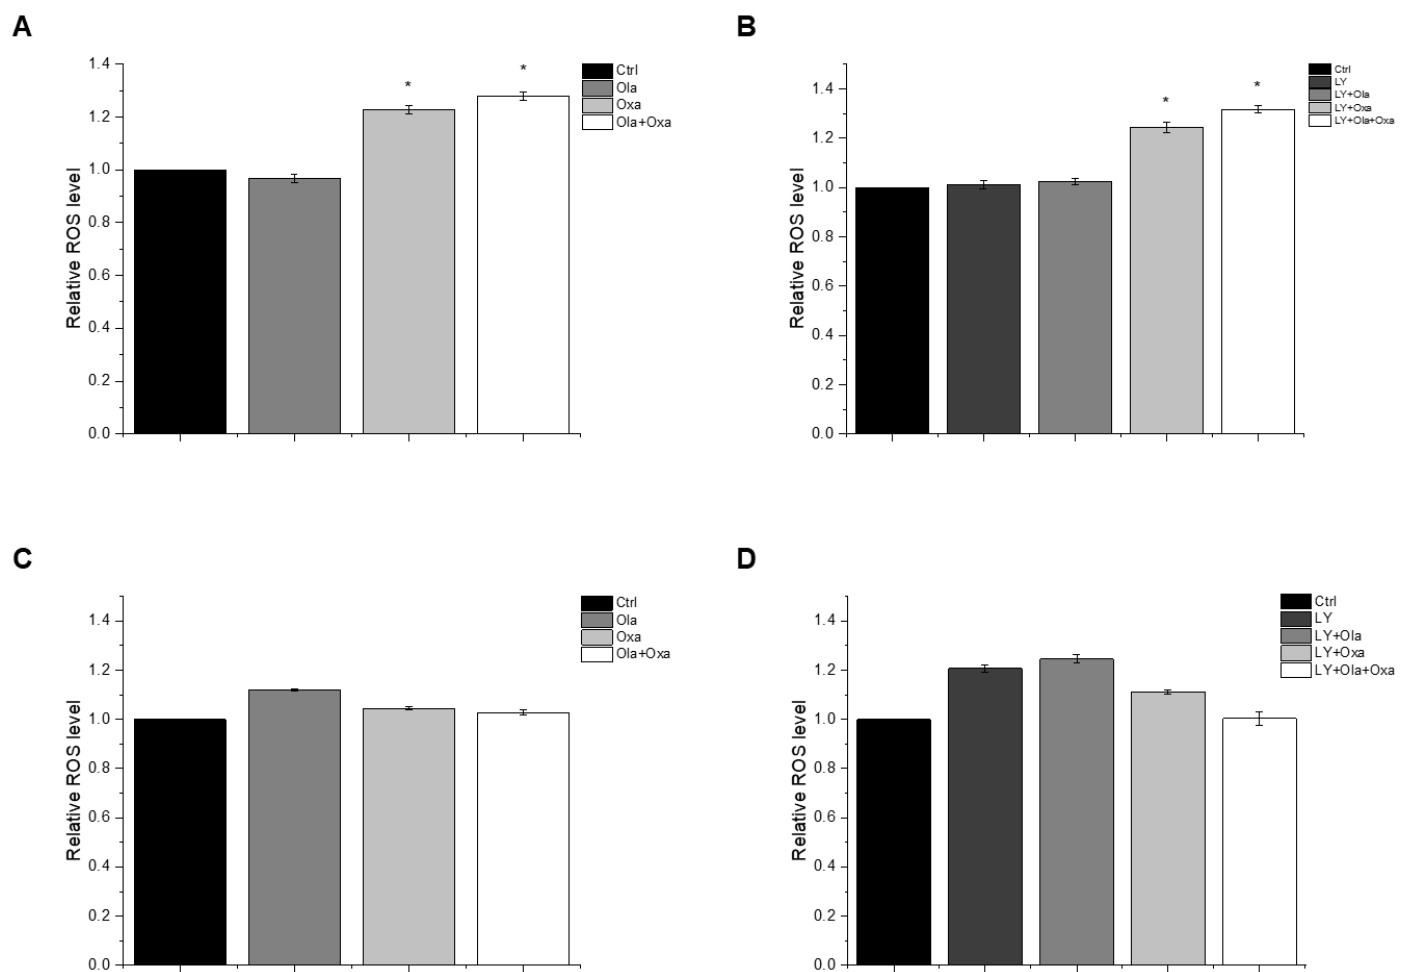 A
Relative ROS level
1.4
1.2
1.0
0.8
0.6
0.4
0.2
0.0
*
*
Ctrl
Ola
Oxa
Ola+Oxa
B
Relative ROS level
1.4
1.2
1.0
0.8
0.6
0.4
0.2
0.0
*
*
Ctrl
LY
LY+Ola
LY+Oxa
LY+Ola+Oxa
C
Relative ROS level
1.4
1.2
1.0
0.8
0.6
0.4
0.2
0.0
Ctrl
Ola
Oxa
Ola+Oxa
D
Relative ROS level
1.4
1.2
1.0
0.8
0.6
0.4
0.2
0.0
Ctrl
LY
LY+Ola
LY+Oxa
LY+Ola+Oxa